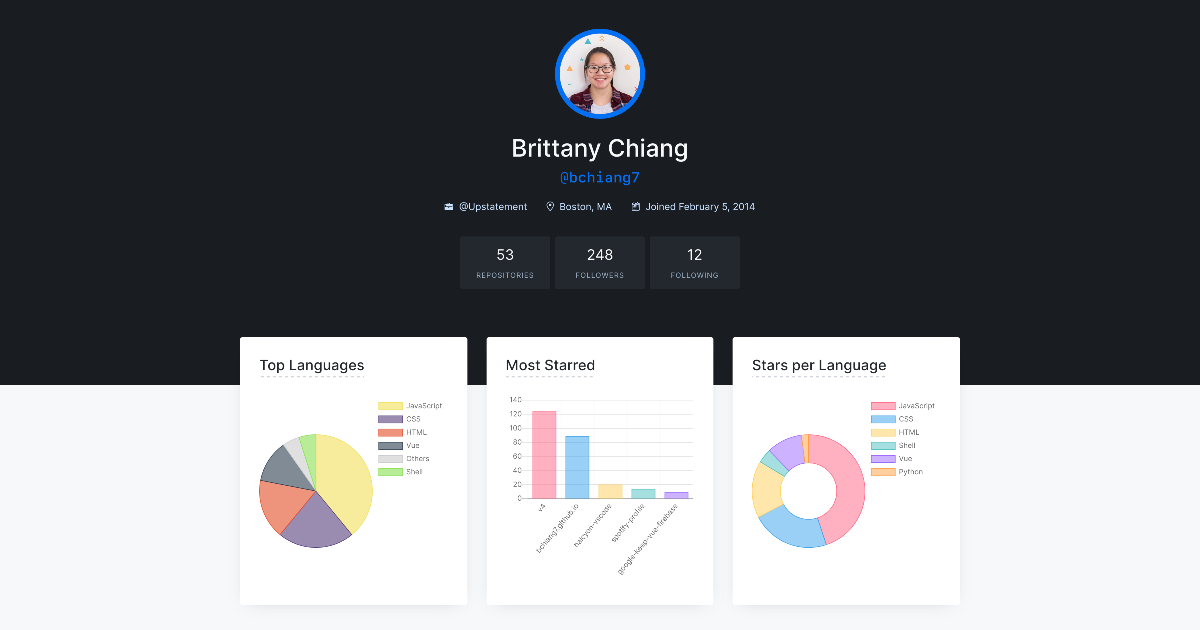 Brittany Chiang
@bchiang7
@Upstatement Boston, MA Joined February 5, 2014
53 248 12
REPOSITORIES FOLLOWERS FOLLOWING
Top Languages
JavaScript
CSS
HTML
Vue
Others
Shell
Most Starred
140
120
100
80
60
40
20
0
v4
bchiang7.github.io
halcyon-vscode
spotify-profile
google-keep-vue-firebase
Stars per Language
JavaScript
CSS
HTML
Shell
Vue
Python